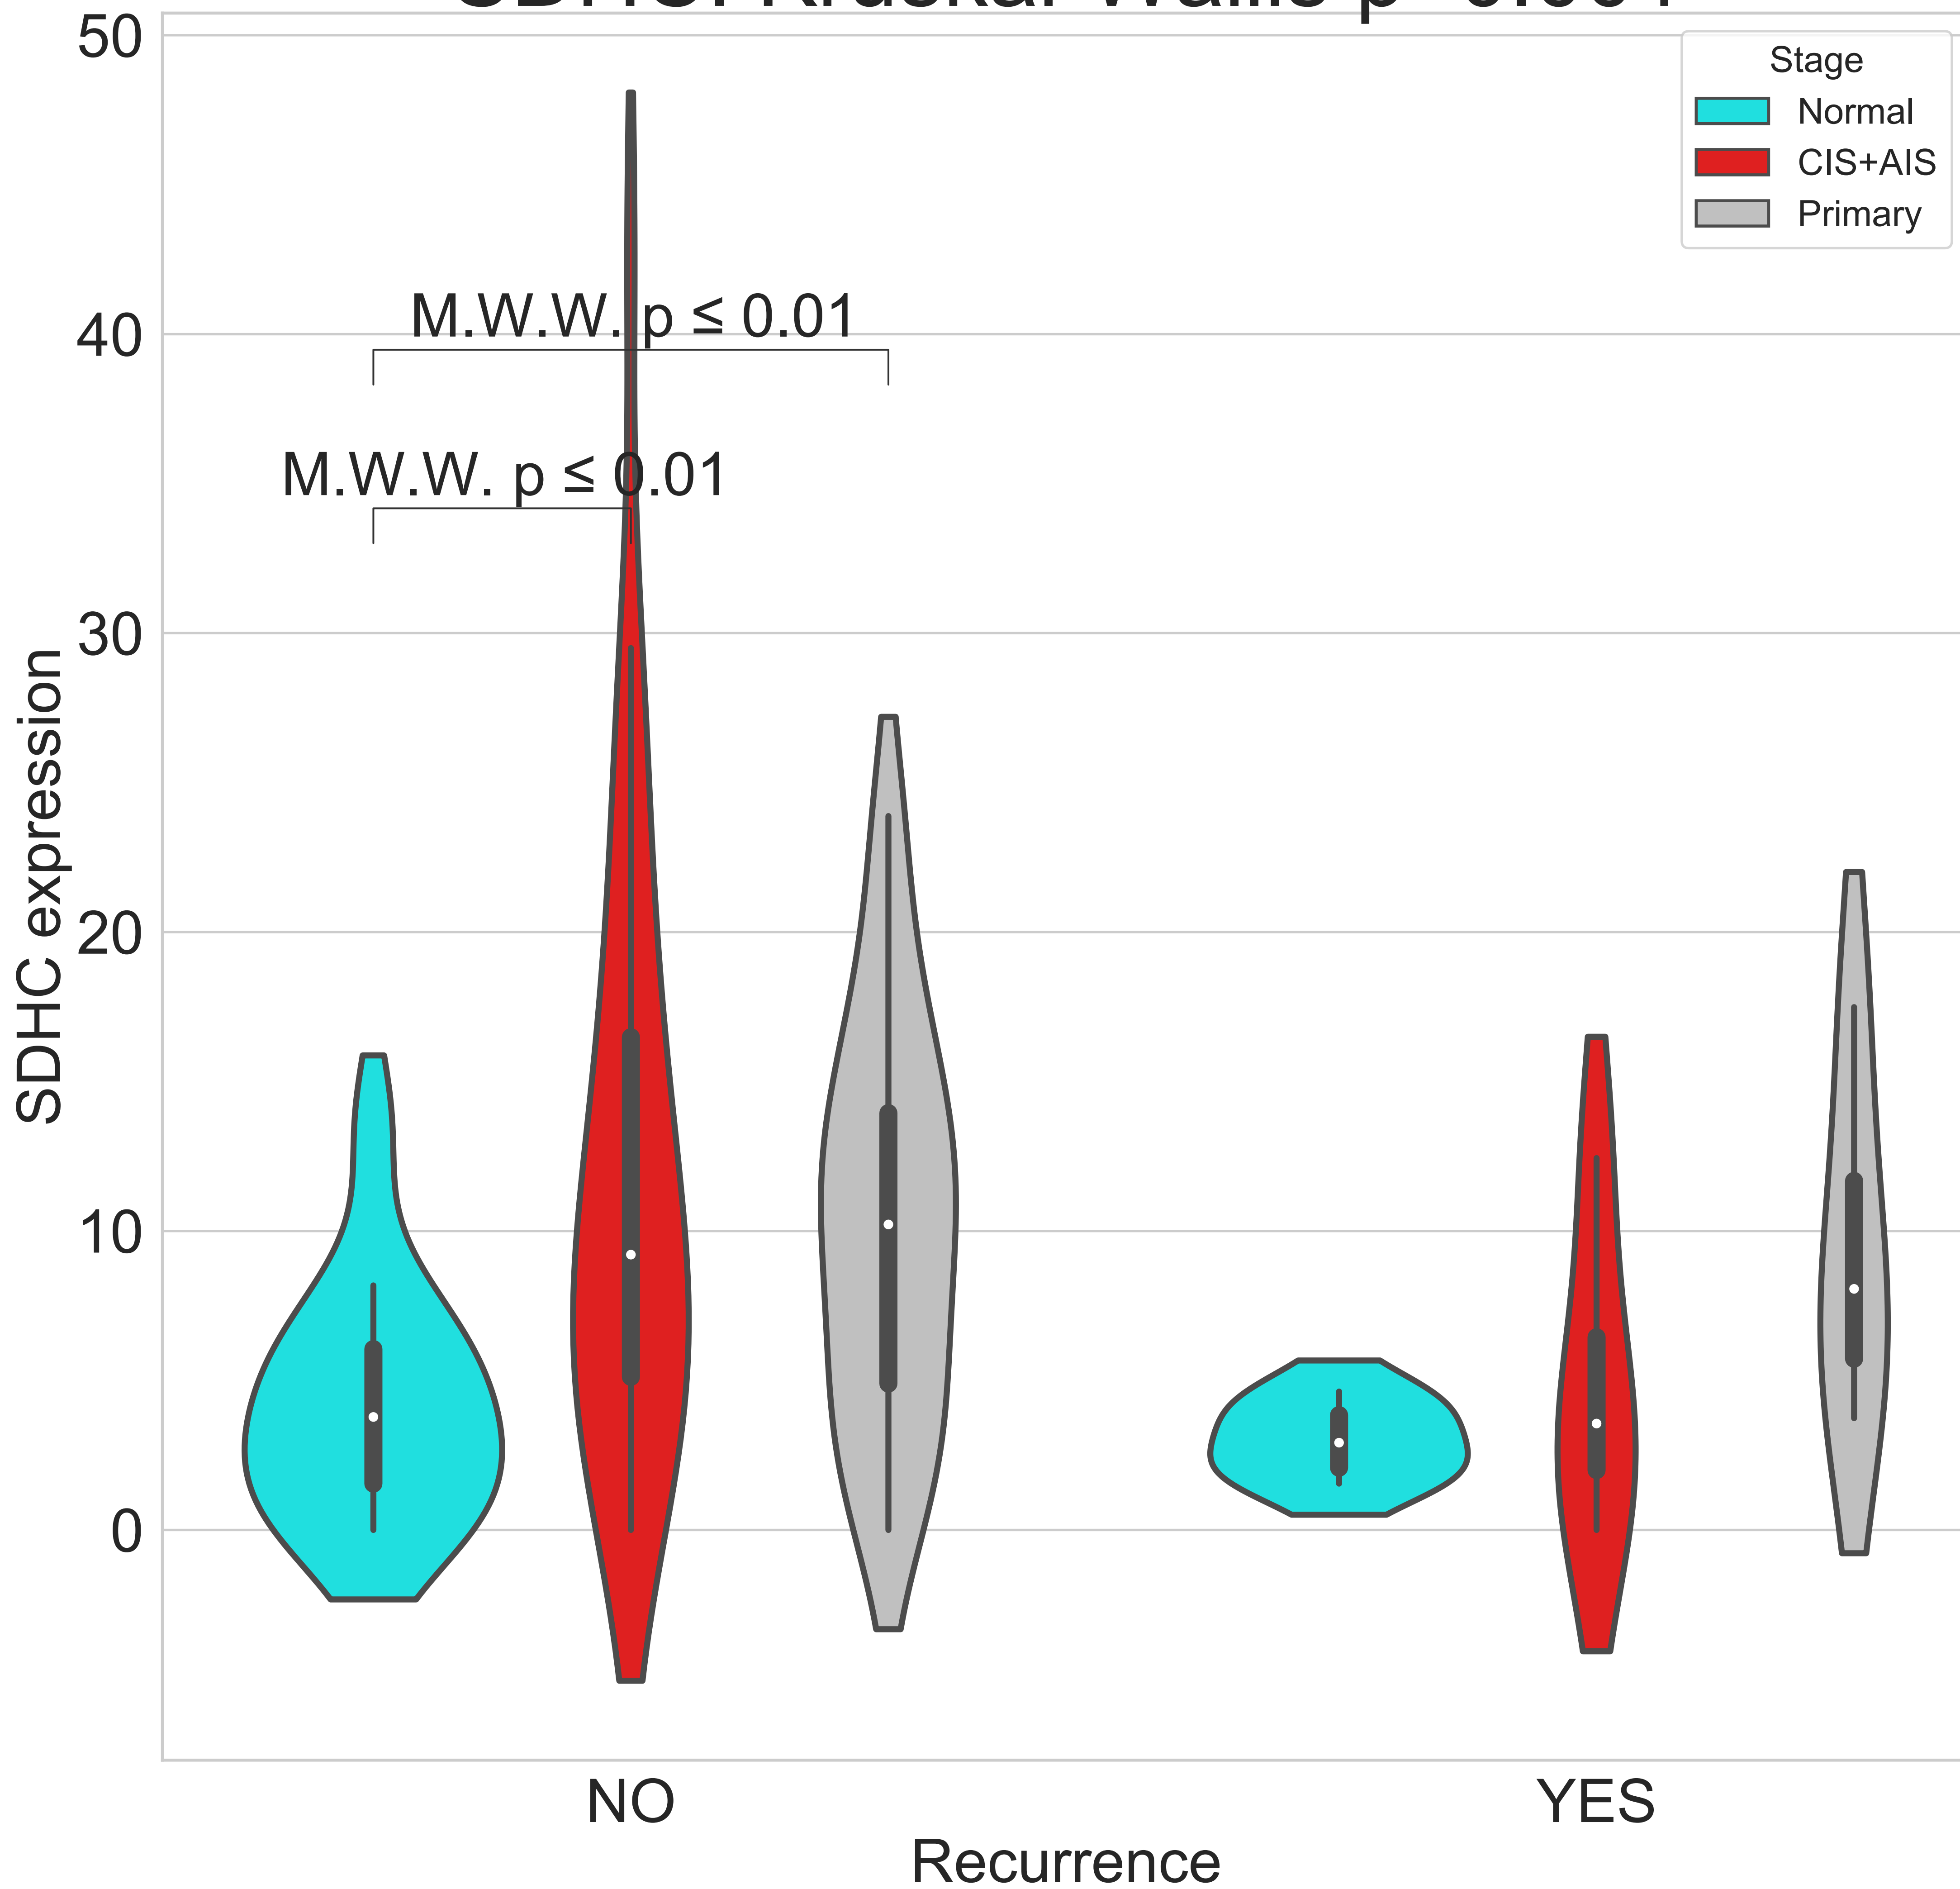 50
40
30
20
10
0
SDHC expression
Stage
Normal
CIS+AIS
Primary
M.W.W. p ≤ 0.01
M.W.W. p ≤ 0.01
NO
YES
Recurrence